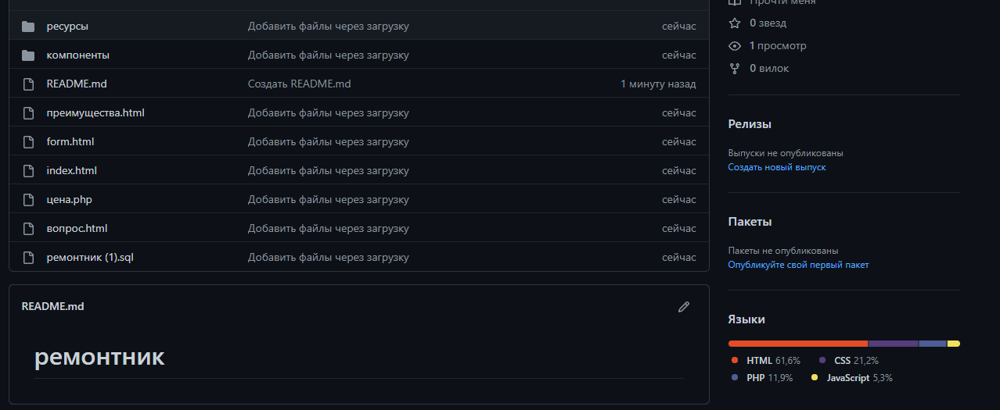 ресурсы Добавить файлы через загрузку сейчас
компоненты Добавить файлы через загрузку сейчас
README.md Создать README.md 1 минуту назад
преимущества.html Добавить файлы через загрузку сейчас
form.html Добавить файлы через загрузку сейчас
index.html Добавить файлы через загрузку сейчас
цена.php Добавить файлы через загрузку сейчас
вопрос.html Добавить файлы через загрузку сейчас
ремонтник (1).sql Добавить файлы через загрузку сейчас
README.md
ремонтник
Прочти меня
0 звезд
1 просмотр
0 вилок
Релизы
Выпуски не опубликованы
Создать новый выпуск
Пакеты
Пакеты не опубликованы
Опубликуйте свой первый пакет
Языки
HTML 61,6% CSS 21,2%
PHP 11,9% JavaScript 5,3%